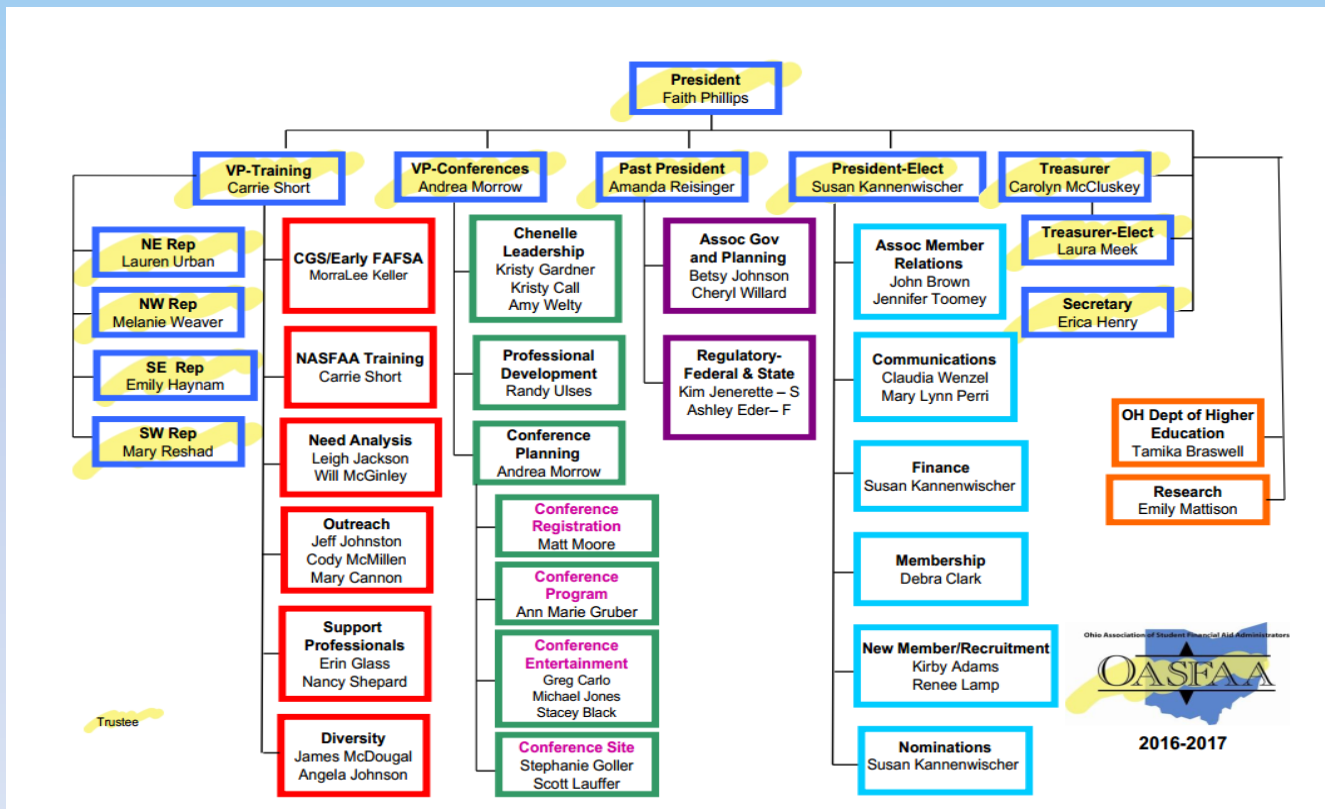 President
Faith Phillips
VP-Training
Carrie Short
VP-Conferences
Andrea Morrow
Past President
Amanda Reisinger
President-Elect
Susan Kannenwischer
Treasurer
Carolyn McCluskey
NE Rep
Lauren Urban
NW Rep
Melanie Weaver
SE Rep
Emily Haynam
SW Rep
Mary Reshad
CGS/Early FAFSA
MorraLee Keller
NASFAA Training
Carrie Short
Need Analysis
Leigh Jackson
Will McGinley
Outreach
Jeff Johnston
Cody McMillen
Mary Cannon
Support
Professionals
Erin Glass
Nancy Shepard
Diversity
James McDougal
Angela Johnson
Chenelle
Leadership
Kristy Gardner
Kristy Call
Amy Welty
Professional
Development
Randy Ulses
Conference
Planning
Andrea Morrow
Conference
Registration
Matt Moore
Conference
Program
Ann Marie Gruber
Conference
Entertainment
Greg Carlo
Michael Jones
Stacey Black
Conference Site
Stephanie Goller
Scott Lauffer
Assoc Gov
and Planning
Betsy Johnson
Cheryl Willard
Regulatory-
Federal & State
Kim Jenerette – S
Ashley Eder– F
Assoc Member
Relations
John Brown
Jennifer Toomey
Communications
Claudia Wenzel
Mary Lynn Perri
Finance
Susan Kannenwischer
Membership
Debra Clark
New Member/Recruitment
Kirby Adams
Renee Lamp
Nominations
Susan Kannenwischer
Treasurer-Elect
Laura Meek
Secretary
Erica Henry
OH Dept of Higher
Education
Tamika Braswell
Research
Emily Mattison
Trustee
Ohio Association of Student Financial Aid Administrators
OASFAA
2016-2017